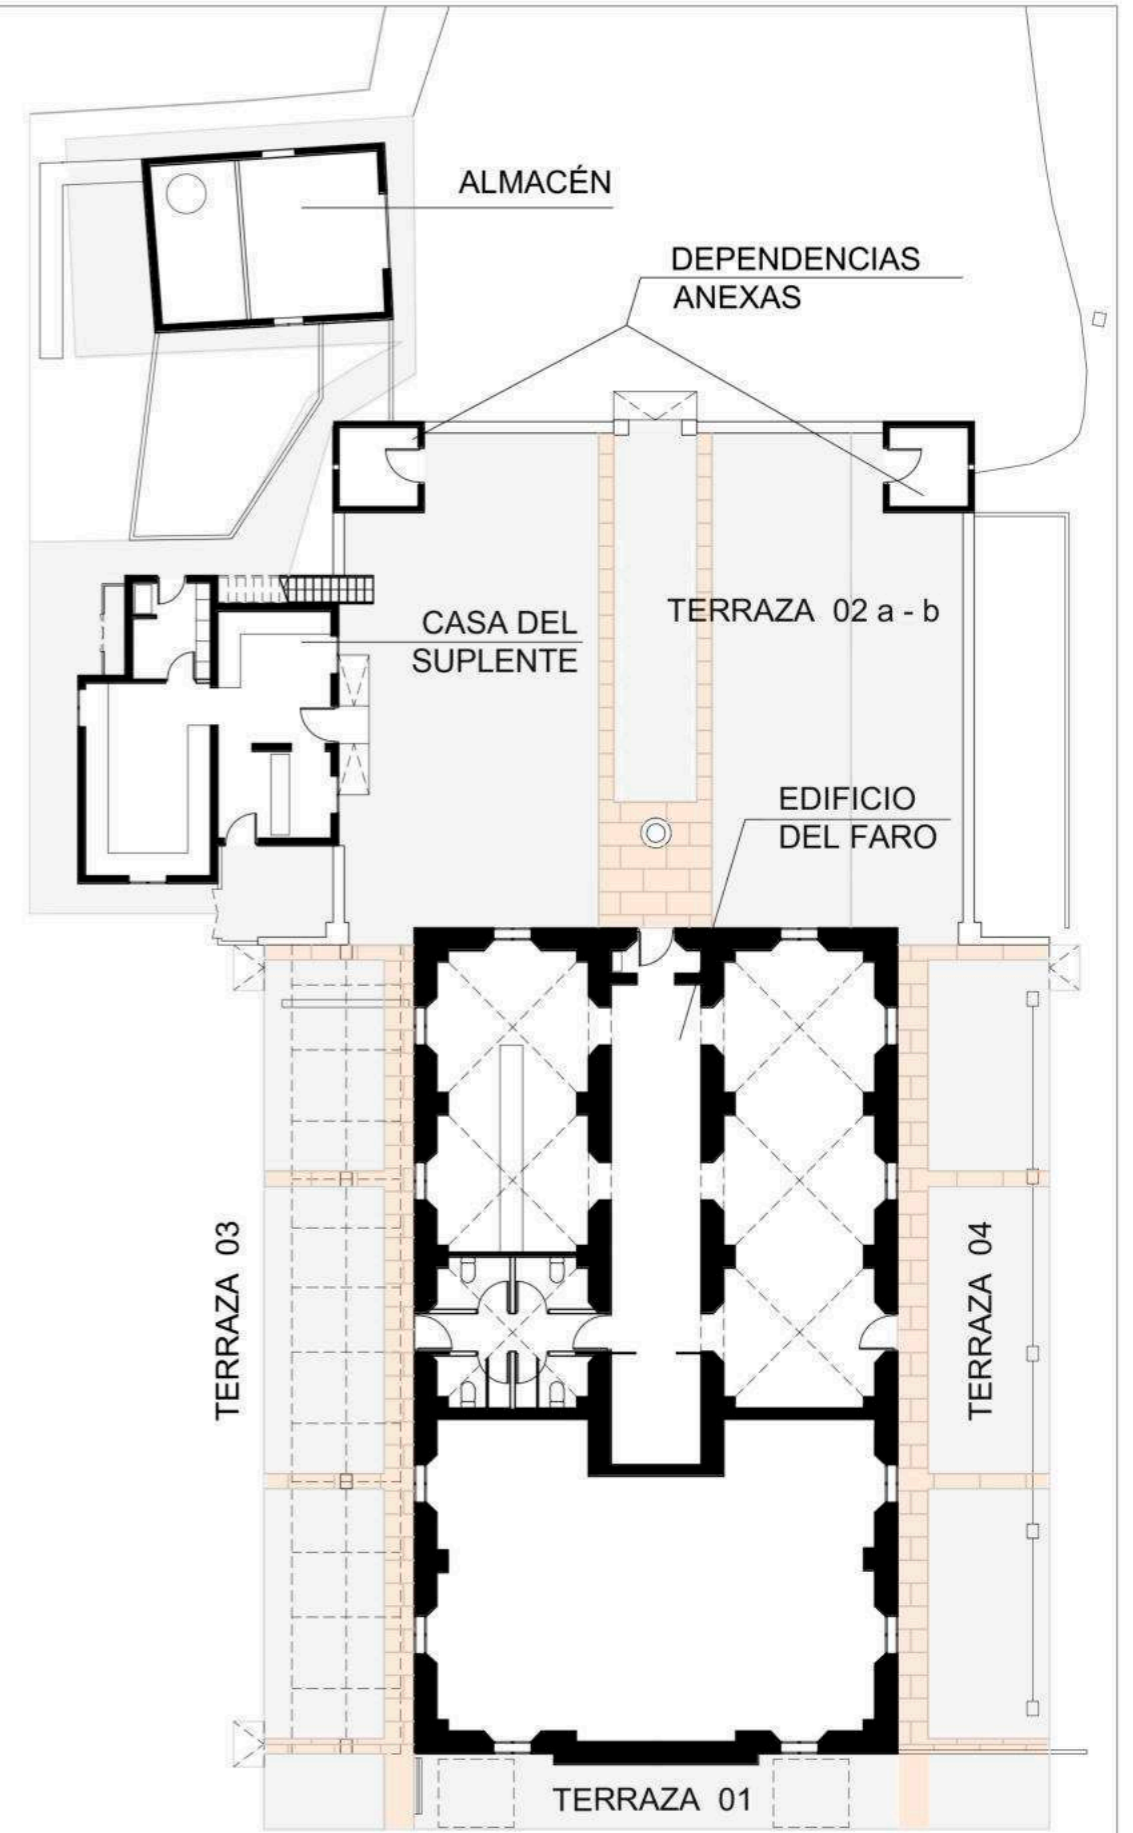 ALMACÉN
DEPENDENCIAS
ANEXAS
TERRAZA 02 a - b
CASA DEL
SUPLENTE
EDIFICIO
DEL FARO
TERRAZA 03
TERRAZA 04
TERRAZA 01